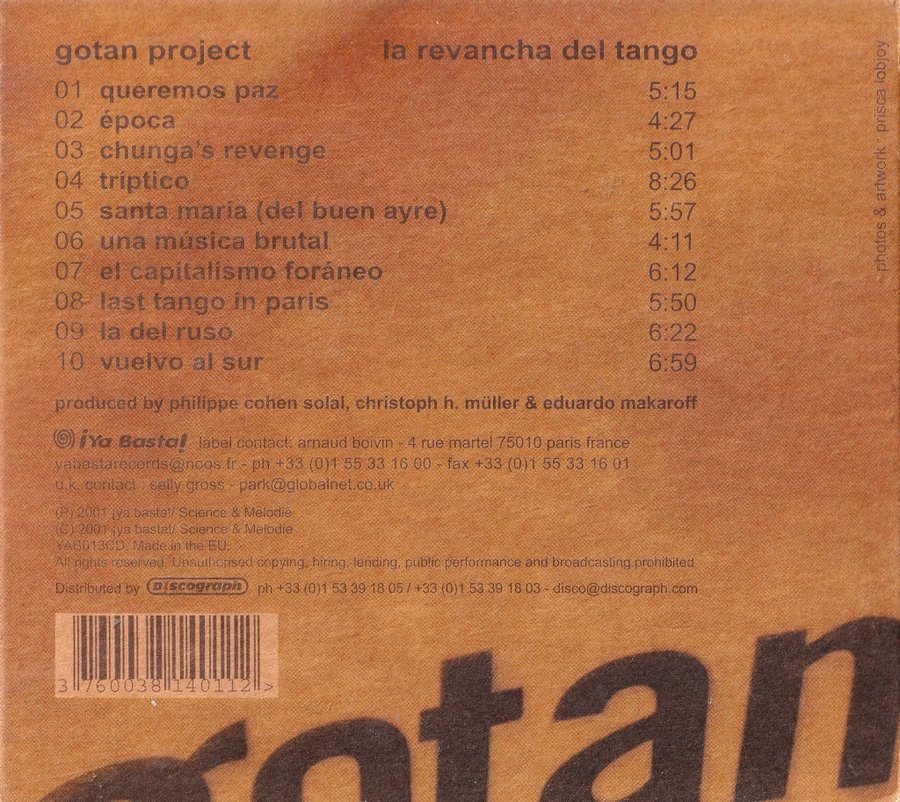 gotan project la revancha del tango
01 queremos paz 5:15
02 época 4:27
03 chunga's revenge 5:01
04 tríptico 8:26
05 santa maría (del buen ayre) 5:57
06 una música brutal 4:11
07 el capitalismo foráneo 6:12
08 last tango in paris 5:50
09 la del ruso 6:22
10 vuelvo al sur 6:59
produced by philippe cohen solal, christoph h. müller & eduardo makaroff
¡Ya Basta! label contact: arnaud boivin - 4 rue martel 75010 paris france
yabastarecords@noos.fr - ph +33 (0)1 55 33 16 00 - fax +33 (0)1 55 33 16 01
u.k. contact : sally gross - park@globalnet.co.uk
(P) 2001 ¡ya basta!/ Science & Melodie
(C) 2001 ¡ya basta!/ Science & Melodie
YAB013CD. Made in the EU.
All rights reserved. Unauthorised copying, hiring, lending, public performance and broadcasting prohibited
Distributed by Discograph ph +33 (0)1 53 39 18 05 / +33 (0)1 53 39 18 03 - disco@discograph.com
3 760038 140112 >
gotan
photos & artwork prisca lobjoy